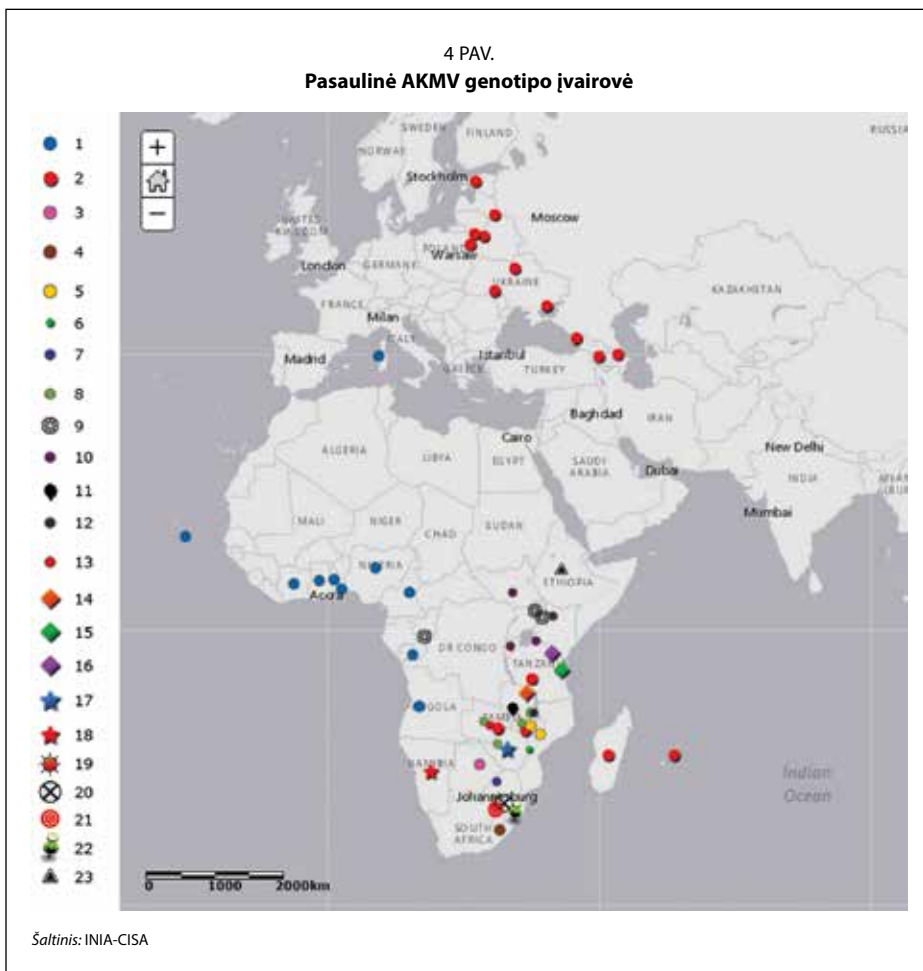 4 PAV.
Pasaulinė AKMV genotipo įvairovė
1
2
3
4
5
6
7
8
9
10
11
12
13
14
15
16
17
18
19
20
21
22
23
+
−
SWEDEN
FINLAND
RUSSIA
NORWAY
Stockholm
Moscow
UNITED
KINGDOM
London
POLAND
Warsaw
GERMANY
UKRAINE
KAZAKHSTAN
FRANCE
Milan
ITALY
Madrid
Istanbul
GREECE
TURKEY
Baghdad
IRAN
Cairo
ALGERIA
LIBYA
EGYPT
SAUDI
ARABIA
Dubai
New Delhi
INDIA
Mumbai
MALI
NIGER
CHAD
SUDAN
NIGERIA
ETHIOPIA
Accra
DR CONGO
TANZAN
ANGOLA
ZAMB
NAMIBIA
Johannesburg
SOUTH
AFRICA
Indian
Ocean
0 1000 2000km
Šaltinis: INIA-CISA